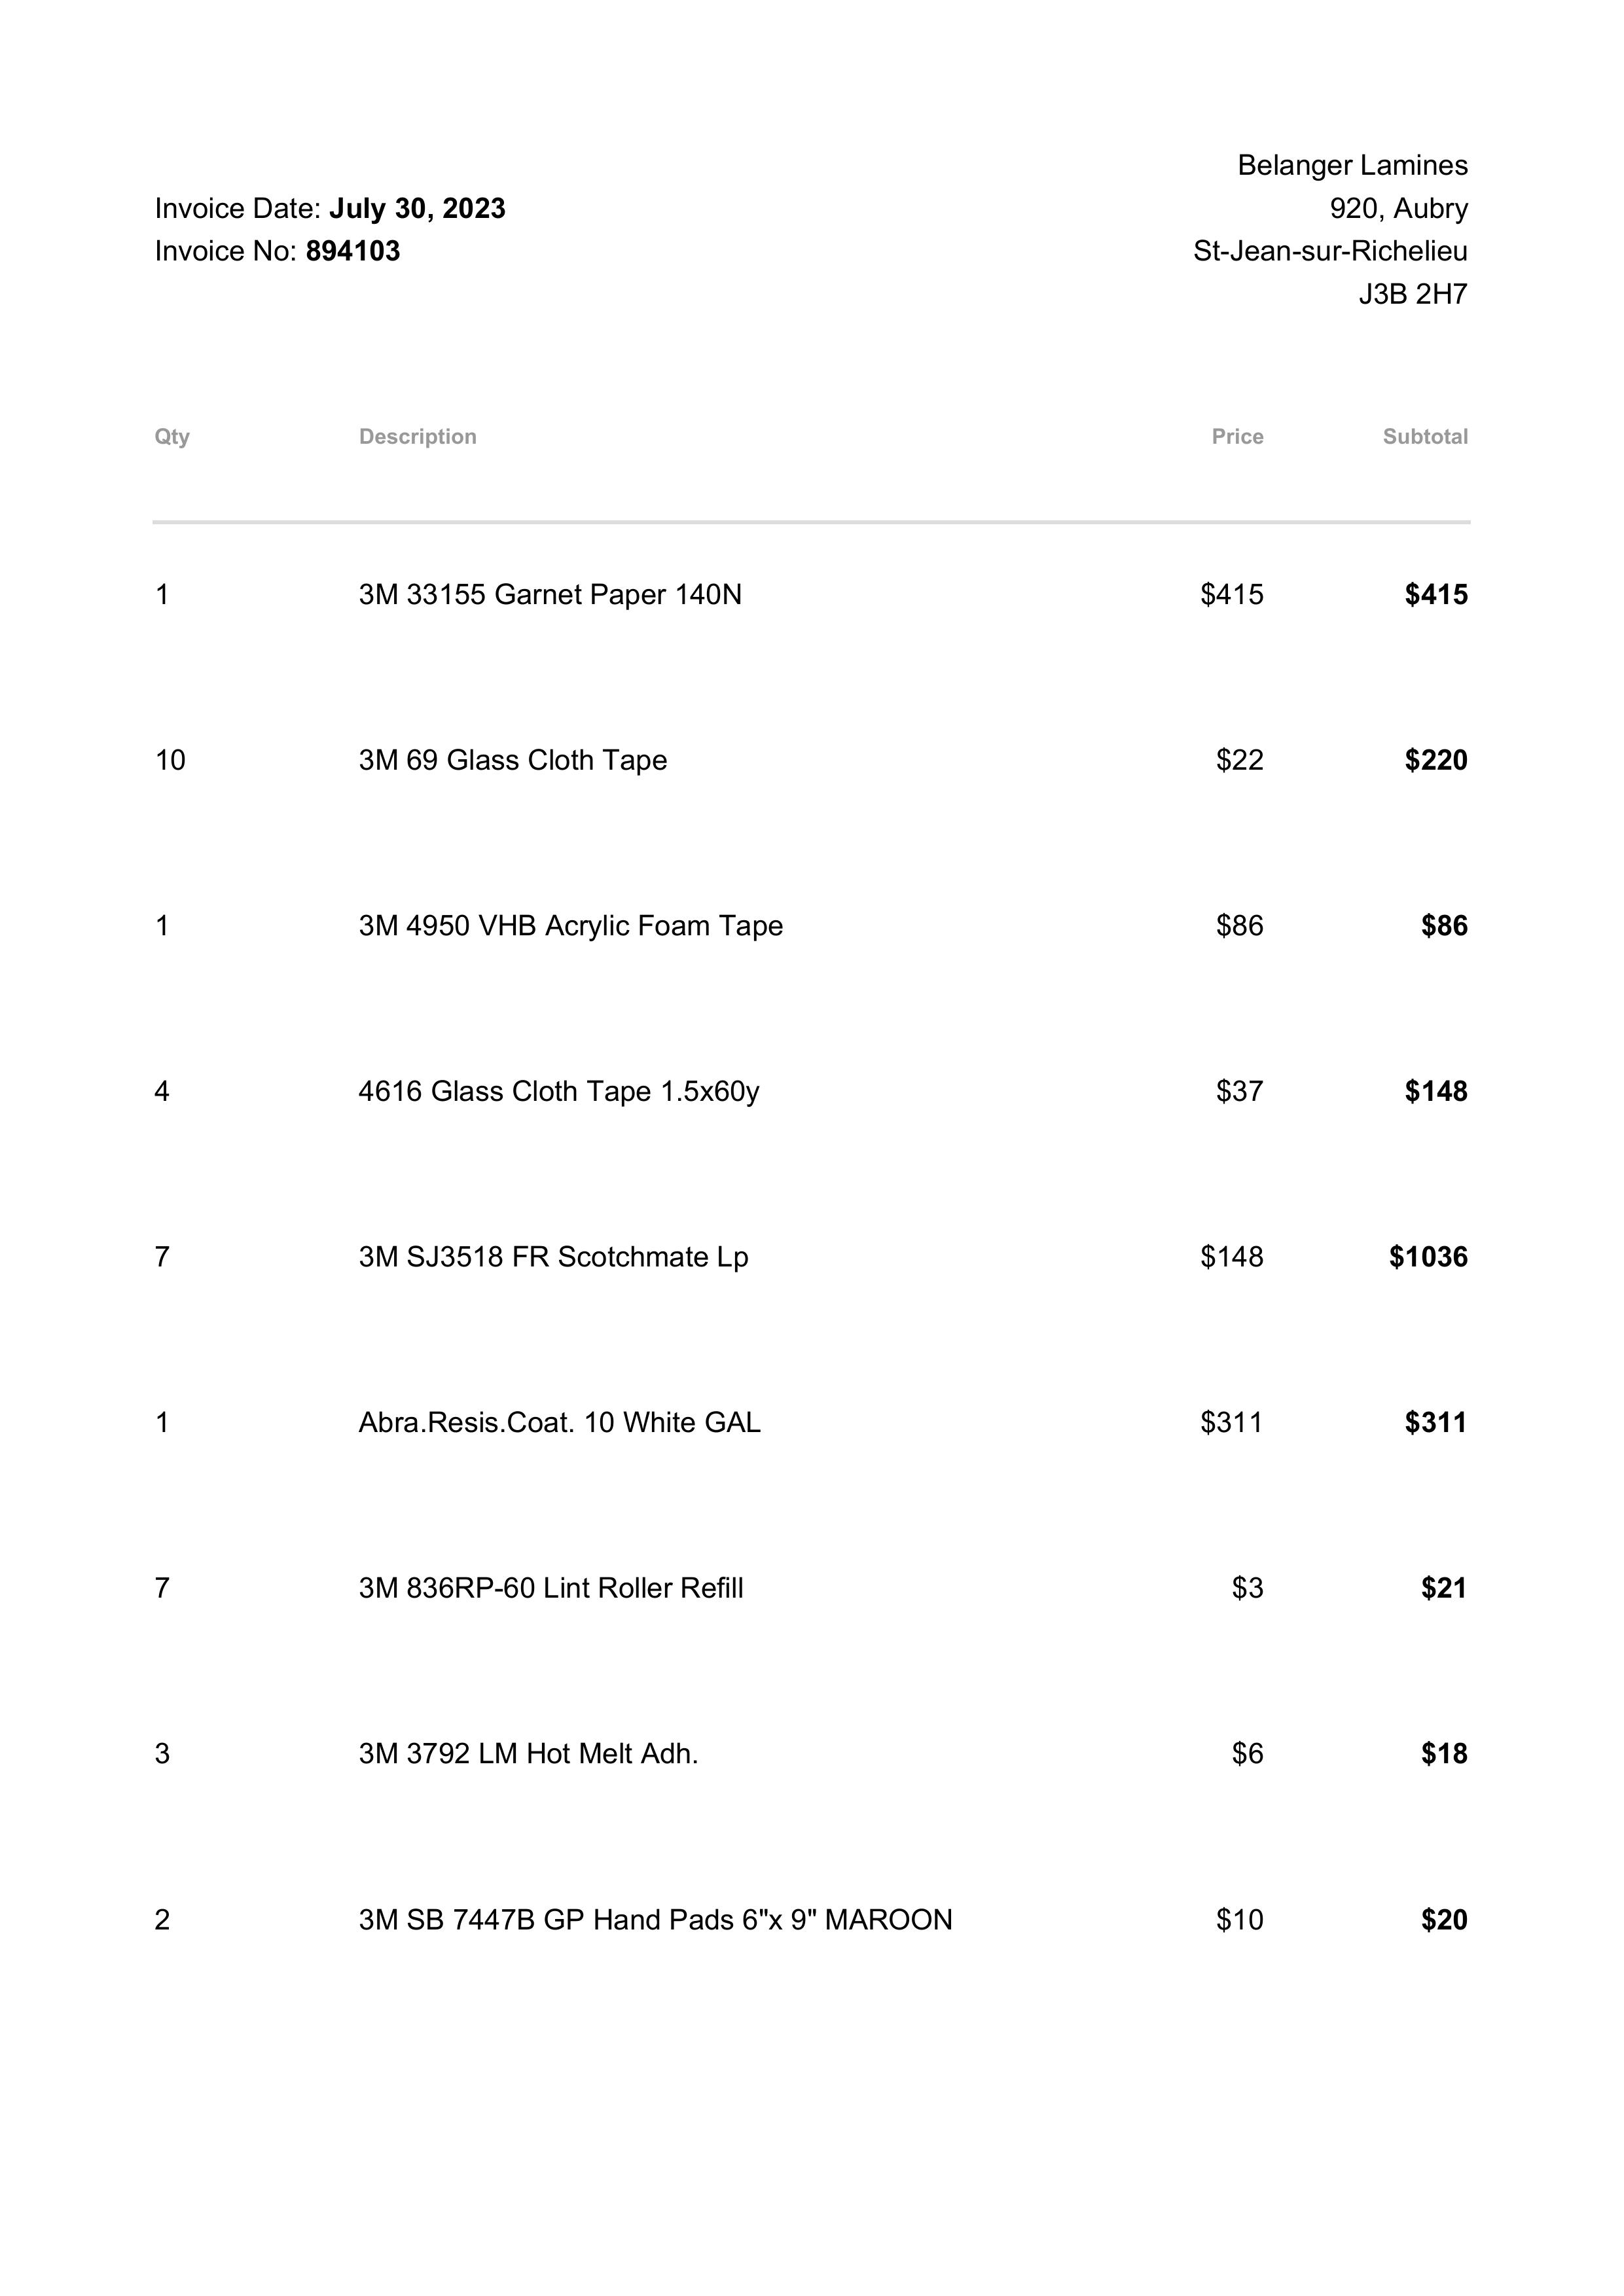 Belanger Lamines
Invoice Date: July 30, 2023
920, Aubry
Invoice No: 894103
St-Jean-sur-Richelieu
J3B 2H7
Qty Description Price Subtotal
1 3M 33155 Garnet Paper 140N $415 $415
10 3M 69 Glass Cloth Tape $22 $220
1 3M 4950 VHB Acrylic Foam Tape $86 $86
4 4616 Glass Cloth Tape 1.5x60y $37 $148
7 3M SJ3518 FR Scotchmate Lp $148 $1036
1 Abra.Resis.Coat. 10 White GAL $311 $311
7 3M 836RP-60 Lint Roller Refill $3 $21
3 3M 3792 LM Hot Melt Adh. $6 $18
2 3M SB 7447B GP Hand Pads 6"x 9" MAROON $10 $20